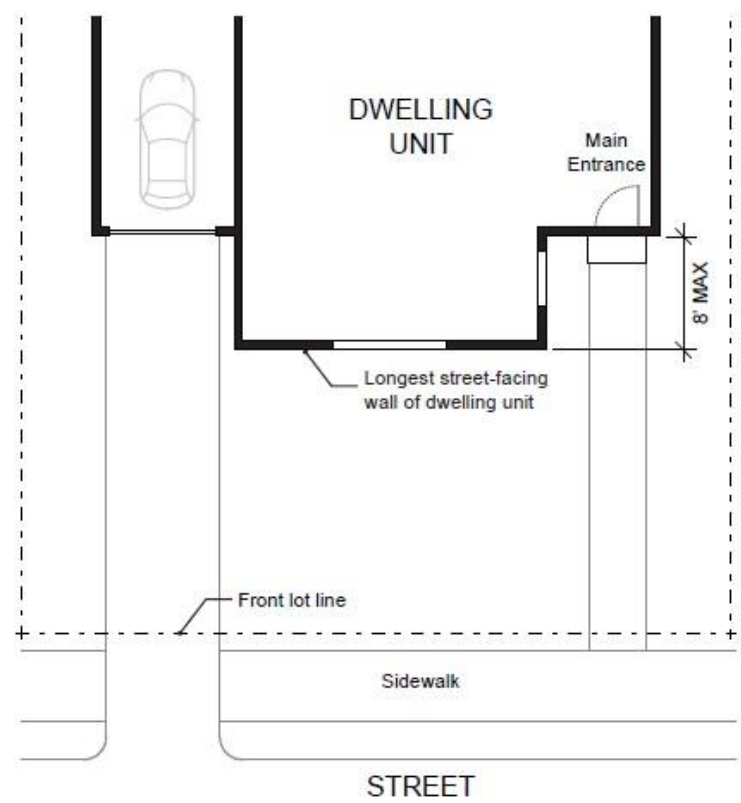 DWELLING
UNIT
Main
Entrance
8' MAX
Longest street-facing
wall of dwelling unit
Front lot line
Sidewalk
STREET